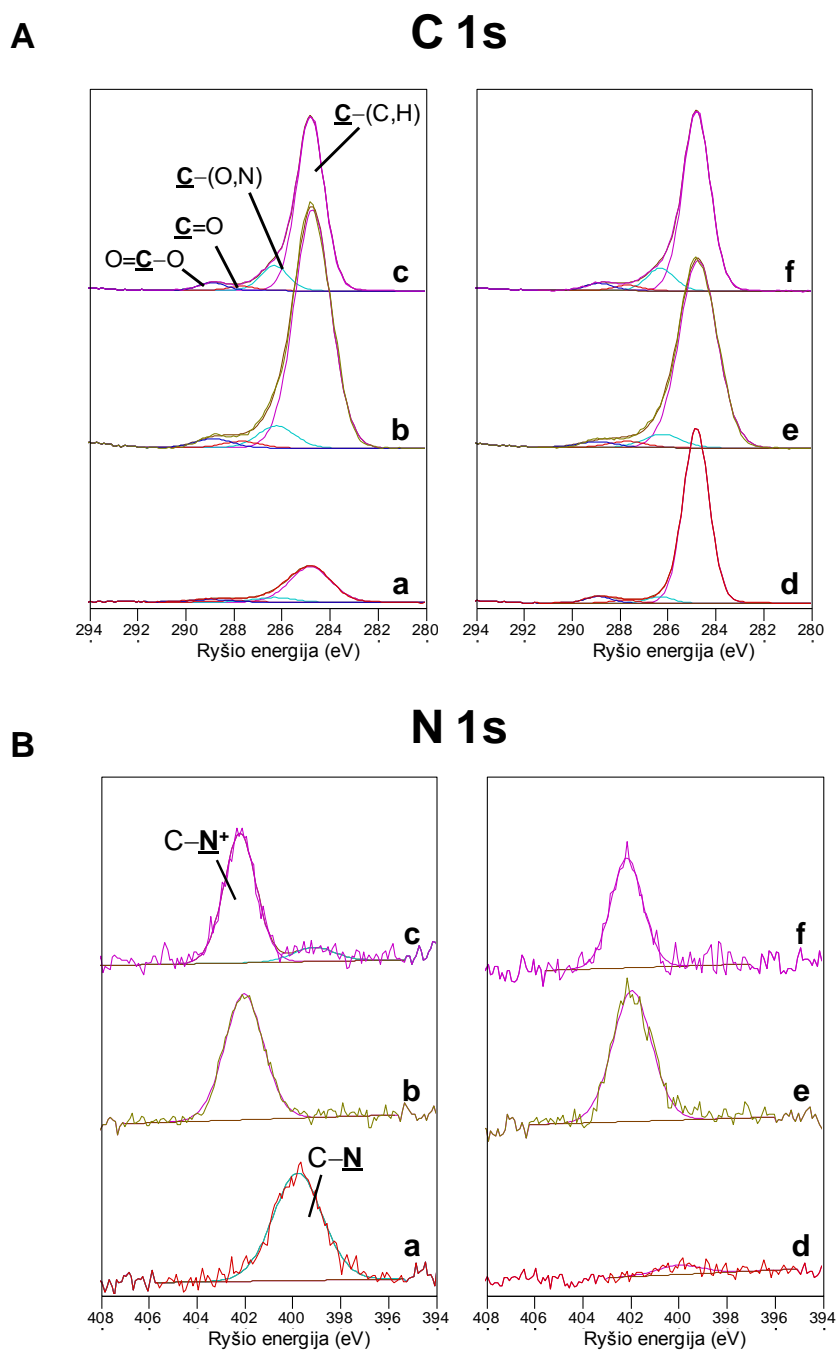 A
C 1s
C–(C,H)
C–(O,N)
C=O
O=C–O
c
f
b
e
a
d
294 292 290 288 286 284 282 280
294 292 290 288 286 284 282 280
Ryšio energija (eV)
Ryšio energija (eV)
B
N 1s
C–N+
c
f
b
e
C–N
a
d
408 406 404 402 400 398 396 394
408 406 404 402 400 398 396 394
Ryšio energija (eV)
Ryšio energija (eV)